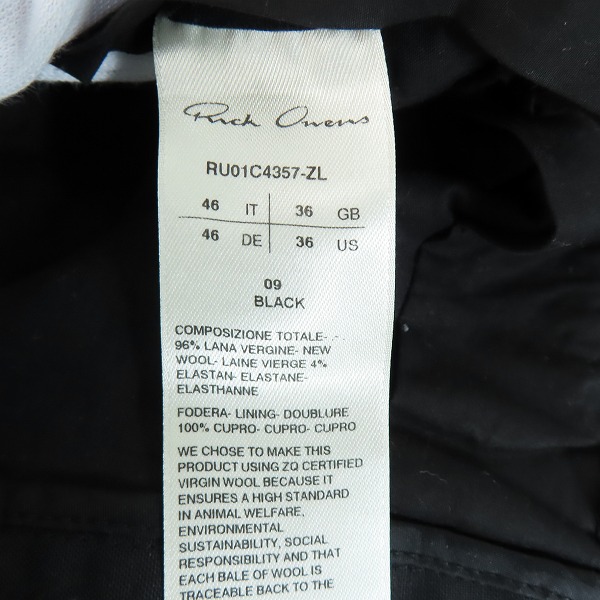 Rick Owens
RU01C4357-ZL
46 IT 36 GB
46 DE 36 US
09
BLACK
COMPOSIZIONE TOTALE- .- .
96% LANA VERGINE- NEW
WOOL- LAINE VIERGE 4%
ELASTAN- ELASTANE-
ELASTHANNE
FODERA- LINING- DOUBLURE
100% CUPRO- CUPRO- CUPRO
WE CHOSE TO MAKE THIS
PRODUCT USING ZQ CERTIFIED
VIRGIN WOOL BECAUSE IT
ENSURES A HIGH STANDARD
IN ANIMAL WELFARE,
ENVIRONMENTAL
SUSTAINABILITY, SOCIAL
RESPONSIBILITY AND THAT
EACH BALE OF WOOL IS
TRACEABLE BACK TO THE